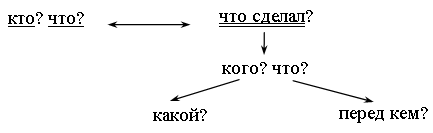 кто? что? что сделал?
кого? что?
какой? перед кем?